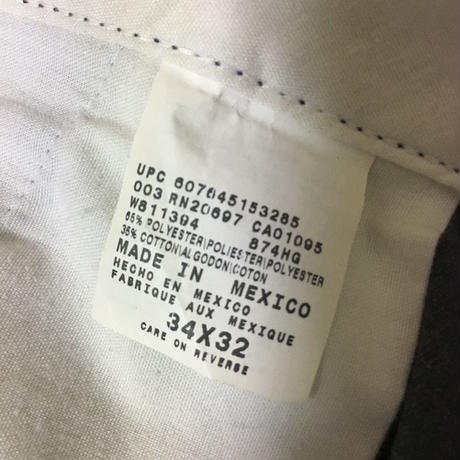 UPC 607645153265
003 RN20697 CA01095
W811394 874HG
65% POLYESTER|POLIESTER|POLYESTER
35% COTTON|ALGODON|COTON
MADE IN MEXICO
HECHO EN MEXICO
FABRIQUE AUX MEXIQUE
34X32
CARE ON REVERSE